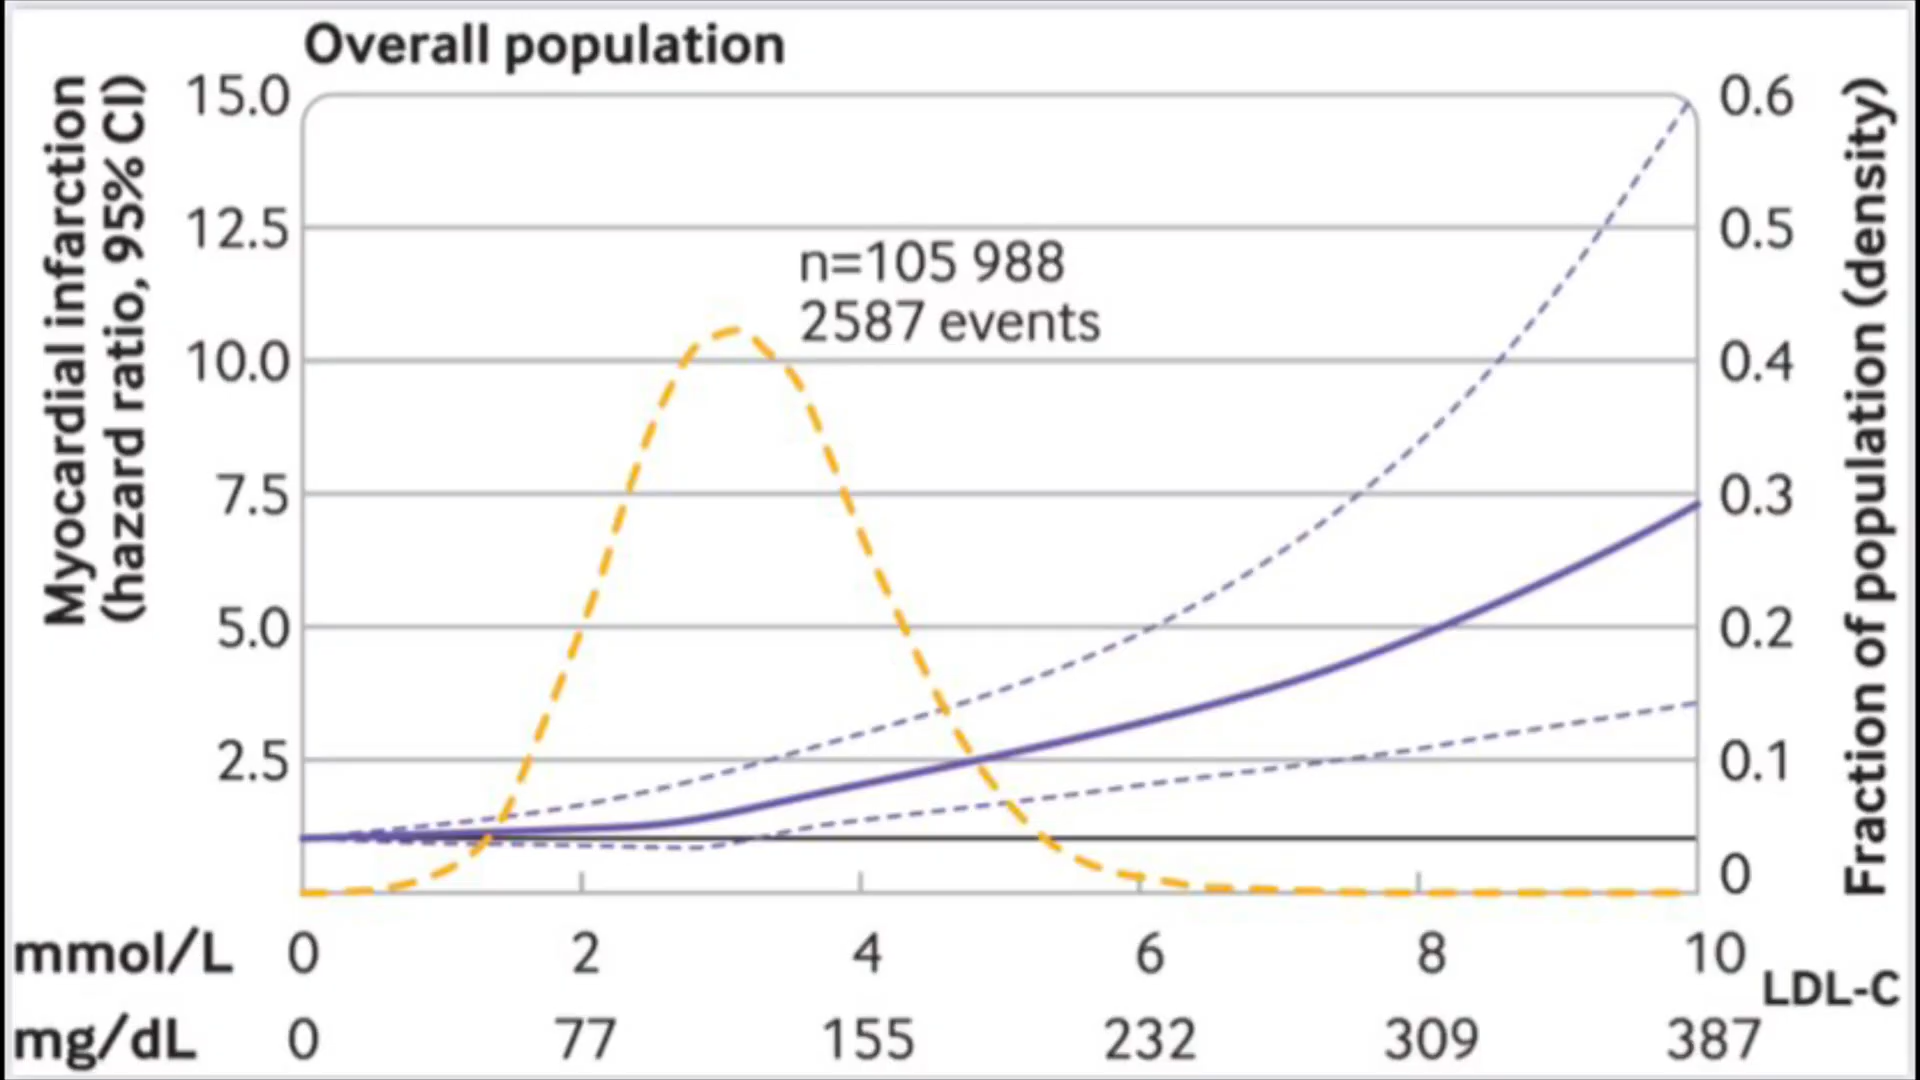 Overall population
Myocardial infarction
(hazard ratio, 95% CI)
15.0
12.5
10.0
7.5
5.0
2.5
n=105 988
2587 events
0.6
0.5
0.4
0.3
0.2
0.1
0
Fraction of population (density)
mmol/L 0 2 4 6 8 10
LDL-C
mg/dL 0 77 155 232 309 387